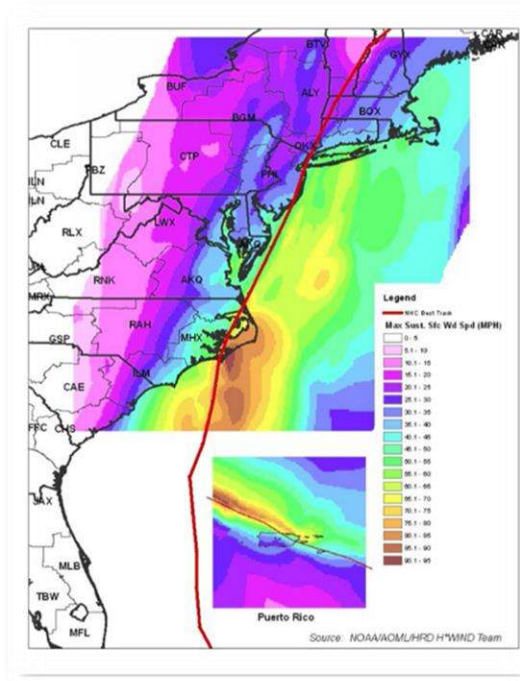 CAR
BTV
GYX
BUF
ALY
BGM
BOX
CLE
CTP
OKX
PBZ
PHI
ILN
ILN
LWX
RLX
RNK
AKQ
MRX
RAH
MHX
GSP
ILM
CAE
FFC
CHS
JAX
MLB
TBW
MFL
Legend
NHC Best Track
Max Sust. Sfc Wd Spd (MPH)
0 - 5
5.1 - 10
10.1 - 15
15.1 - 20
20.1 - 25
25.1 - 30
30.1 - 35
35.1 - 40
40.1 - 45
45.1 - 50
50.1 - 55
55.1 - 60
60.1 - 65
65.1 - 70
70.1 - 75
75.1 - 80
85.1 - 90
90.1 - 95
Puerto Rico
Source: NOAA/AOML/HRD H*WIND Team